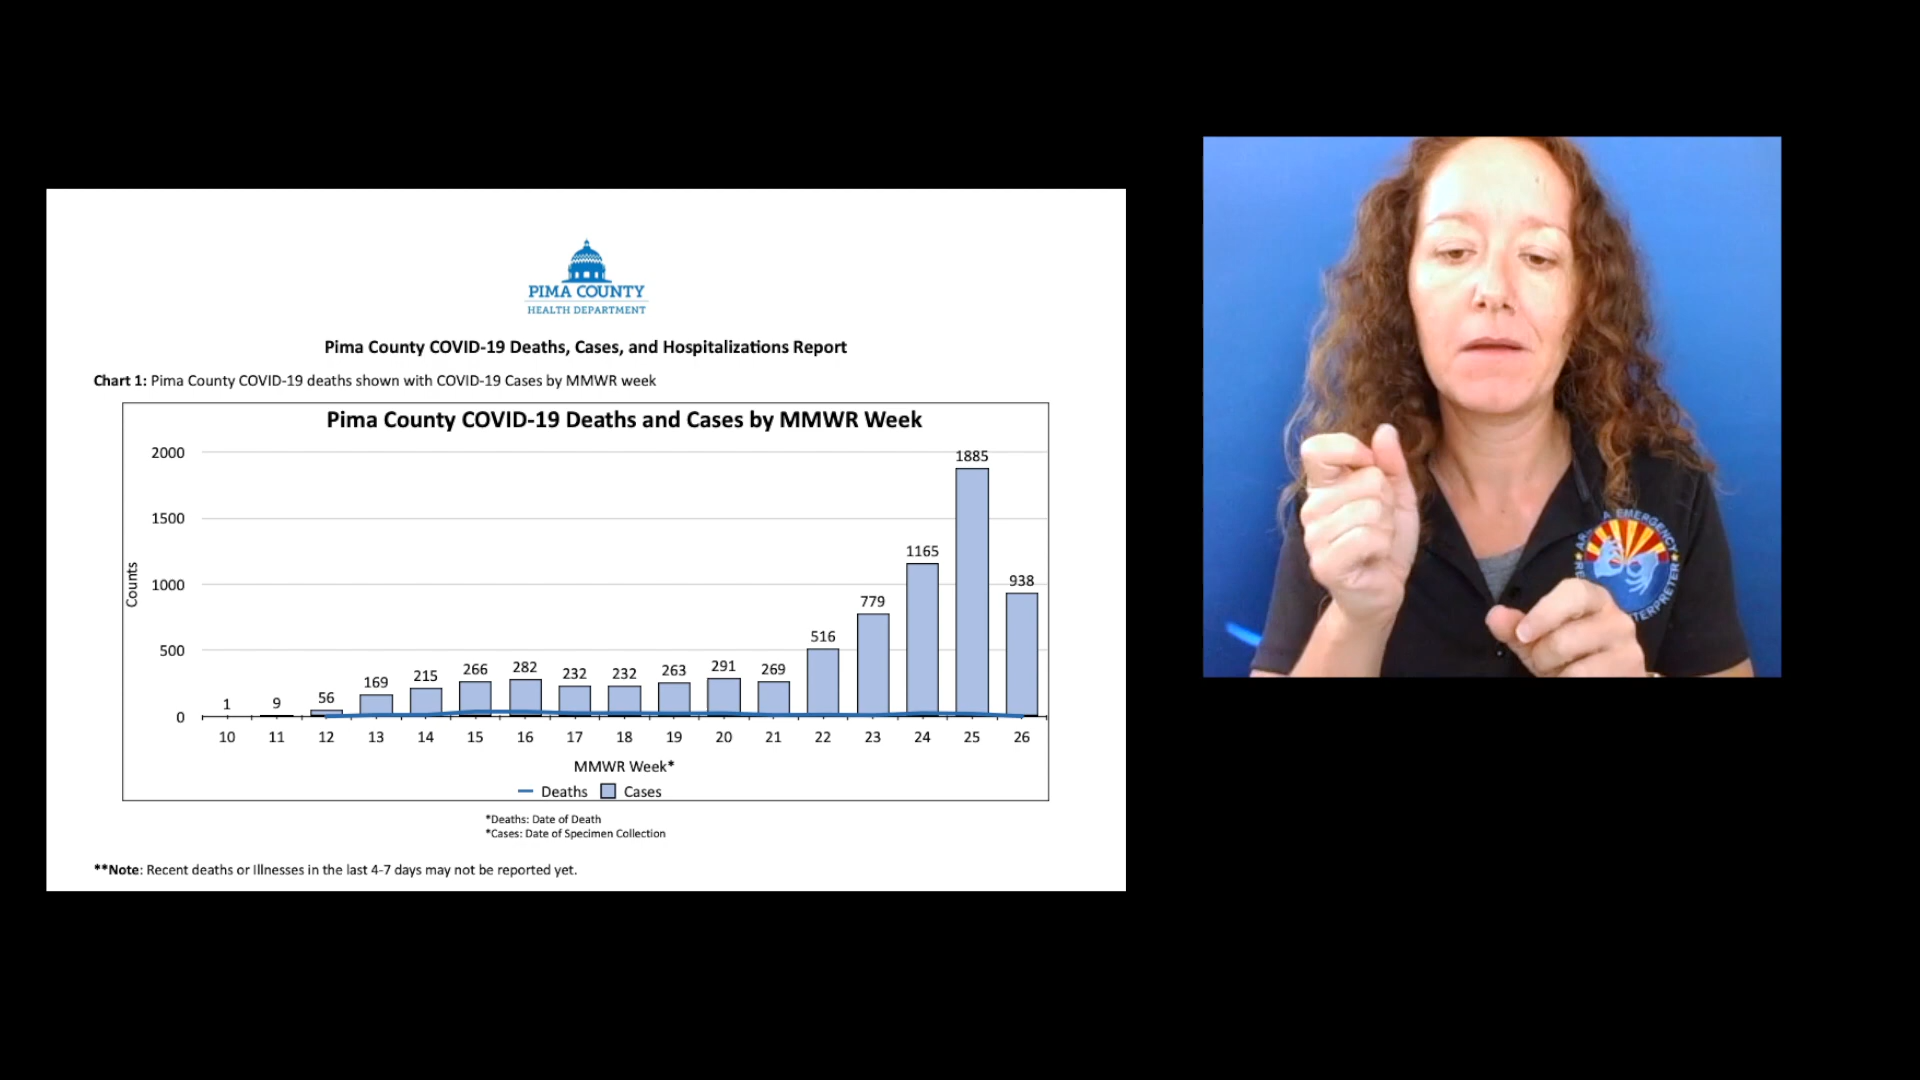 PIMA COUNTY
HEALTH DEPARTMENT
Pima County COVID-19 Deaths, Cases, and Hospitalizations Report
Chart 1: Pima County COVID-19 deaths shown with COVID-19 Cases by MMWR week
Pima County COVID-19 Deaths and Cases by MMWR Week
Counts
2000
1500
1000
500
0
1 9 56 169 215 266 282 232 232 263 291 269 516 779 1165 1885 938
10 11 12 13 14 15 16 17 18 19 20 21 22 23 24 25 26
MMWR Week*
Deaths Cases
*Deaths: Date of Death
*Cases: Date of Specimen Collection
**Note: Recent deaths or Illnesses in the last 4-7 days may not be reported yet.
EMERGENCY